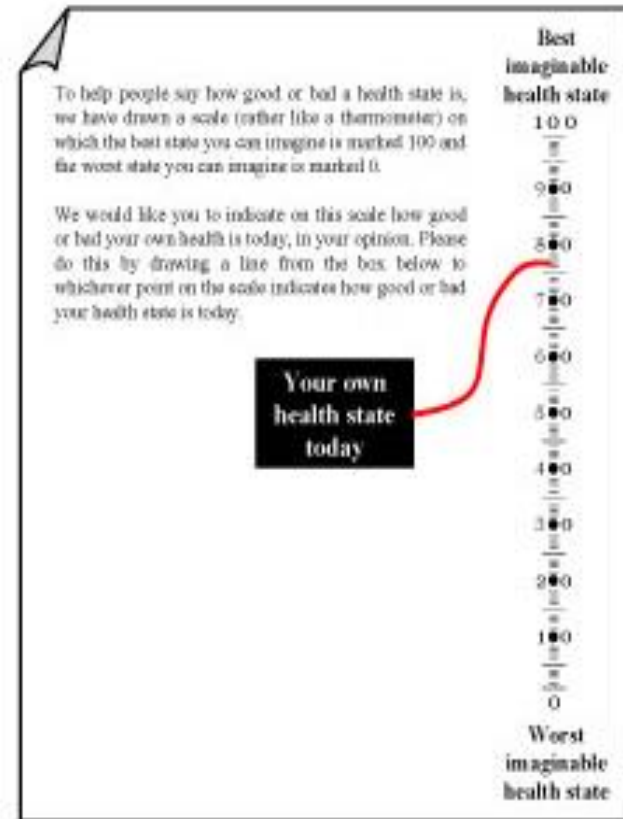 Best
imaginable
health state
To help people say how good or bad a health state is,
we have drawn a scale (rather like a thermometer) on
which the best state you can imagine is marked 100 and
the worst state you can imagine is marked 0.
We would like you to indicate on this scale how good
or bad your own health is today, in your opinion. Please
do this by drawing a line from the box below to
whichever point on the scale indicates how good or bad
your health state is today.
Your own
health state
today
100
90
80
70
60
50
40
30
20
10
0
Worst
imaginable
health state